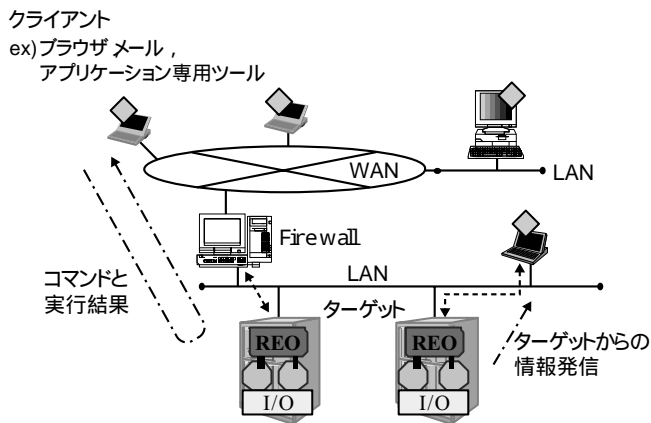 クライアント
ex)ブラウザ,メール,
アプリケーション専用ツール
WAN
LAN
Firewall
コマンドと
実行結果
LAN
ターゲット
REO
REO
ターゲットからの
情報発信
I/O
I/O